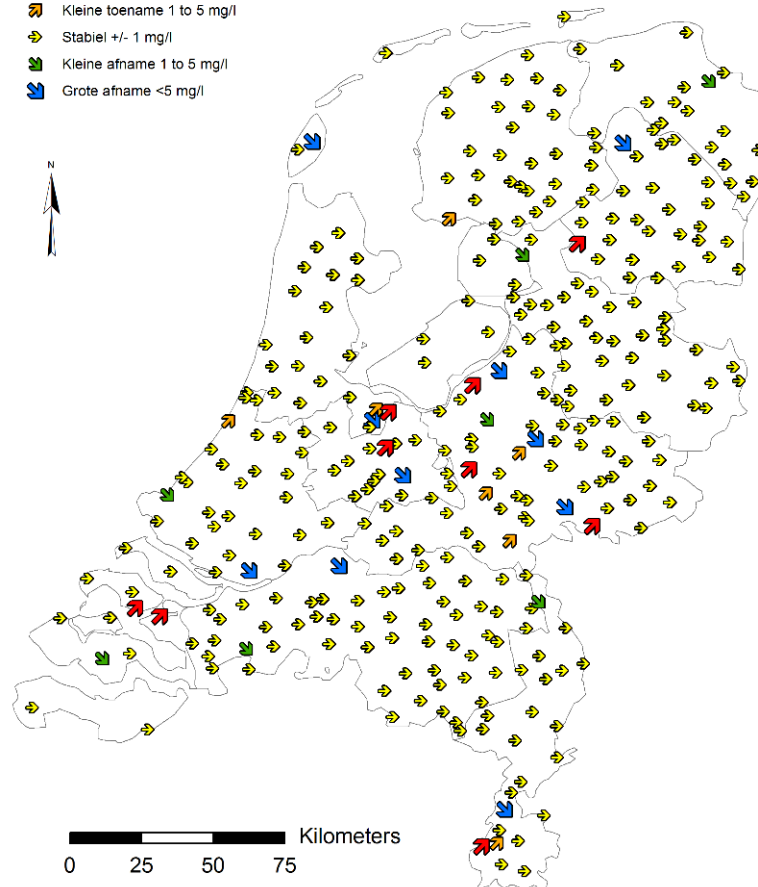 Kleine toename 1 to 5 mg/l
Stabiel +/- 1 mg/l
Kleine afname 1 to 5 mg/l
Grote afname <5 mg/l
N
Kilometers
0 25 50 75